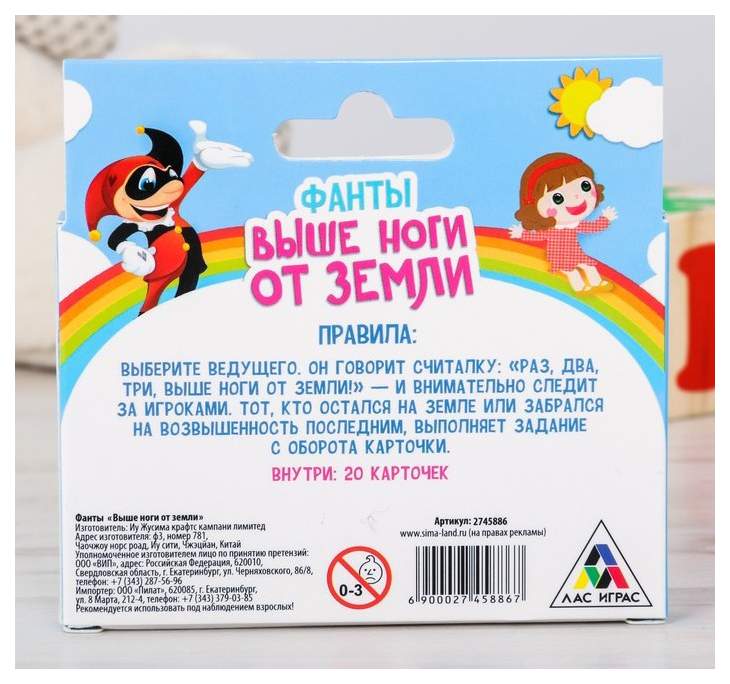 ФАНТЫ
ВЫШЕ НОГИ
ОТ ЗЕМЛИ
ПРАВИЛА:
ВЫБЕРИТЕ ВЕДУЩЕГО. ОН ГОВОРИТ СЧИТАЛКУ: «РАЗ, ДВА,
ТРИ, ВЫШЕ НОГИ ОТ ЗЕМЛИ!» — И ВНИМАТЕЛЬНО СЛЕДИТ
ЗА ИГРОКАМИ. ТОТ, КТО ОСТАЛСЯ НА ЗЕМЛЕ ИЛИ ЗАБРАЛСЯ
НА ВОЗВЫШЕННОСТЬ ПОСЛЕДНИМ, ВЫПОЛНЯЕТ ЗАДАНИЕ
С ОБОРОТА КАРТОЧКИ.
ВНУТРИ: 20 КАРТОЧЕК
Фанты «Выше ноги от земли»
Изготовитель: Иу Жусима крафтс кампани лимитед
Адрес изготовителя: ф3, номер 781,
Чаочжоу норс роад, Иу сити, Чжэцзян, Китай
Уполномоченное изготовителем лицо по принятию претензий:
ООО «ВИП», адрес: Российская Федерация, 620010,
Свердловская область, г. Екатеринбург, ул. Черняховского, 86/8,
телефон: +7 (343) 287-56-96
Импортер: ООО «Пилат», 620085, г. Екатеринбург,
ул. 8 Марта, 212-4, телефон: +7 (343) 379-03-85
Рекомендуется использовать под наблюдением взрослых!
0-3
Артикул: 2745886
www.sima-land.ru (на правах рекламы)
6 900027 458867
ЛАС ИГРАС